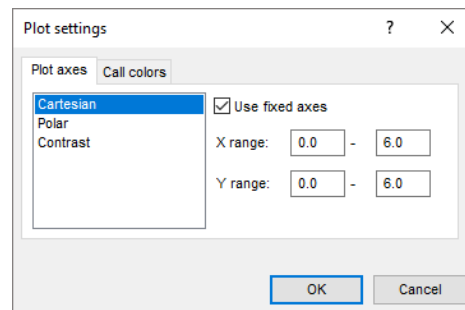 Plot settings ? X
Plot axes Call colors
Cartesian
Polar
Contrast
Use fixed axes
X range: 0.0 - 6.0
Y range: 0.0 - 6.0
OK Cancel